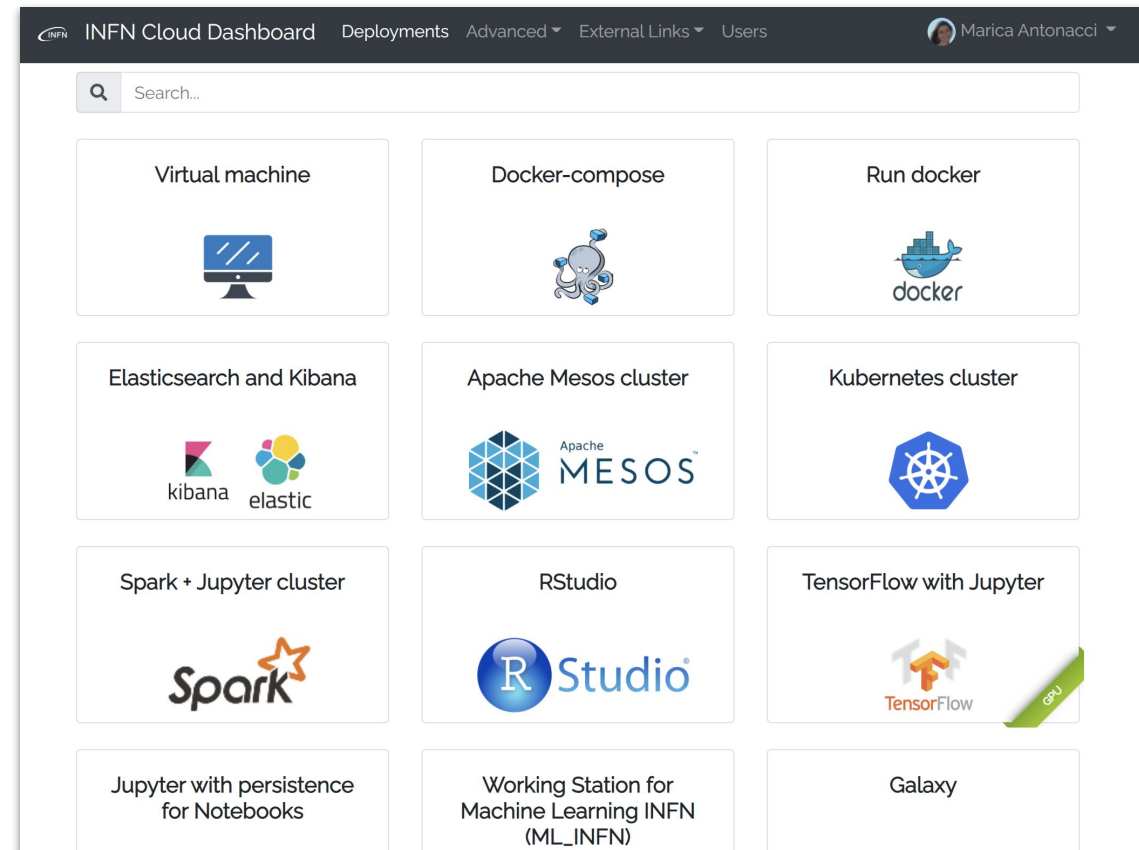 INFN INFN Cloud Dashboard Deployments Advanced External Links Users Marica Antonacci
Search...
Virtual machine
Docker-compose
Run docker
docker
Elasticsearch and Kibana
kibana
elastic
Apache Mesos cluster
Apache
MESOS™
Kubernetes cluster
Spark + Jupyter cluster
Spark
RStudio
R Studio®
TensorFlow with Jupyter
TensorFlow
GPU
Jupyter with persistence
for Notebooks
Working Station for
Machine Learning INFN
(ML_INFN)
Galaxy